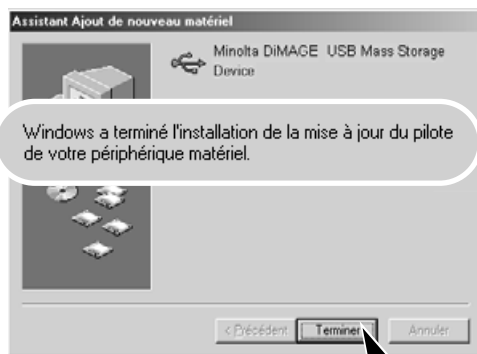 Assistant Ajout de nouveau matériel
Minolta DiMAGE USB Mass Storage
Device
Windows a terminé l'installation de la mise à jour du pilote
de votre périphérique matériel.
< Précédent Terminer Annuler